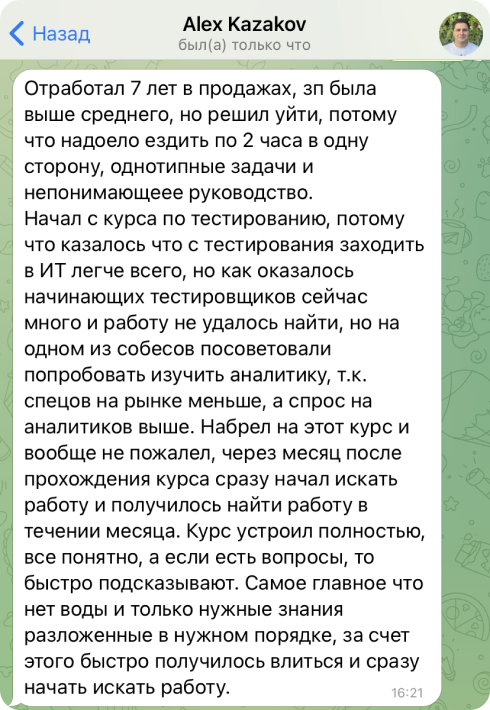 Назад
Alex Kazakov
был(а) только что
Отработал 7 лет в продажах, зп была
выше среднего, но решил уйти, потому
что надоело ездить по 2 часа в одну
сторону, однотипные задачи и
непонимающеее руководство.
Начал с курса по тестированию, потому
что казалось что с тестирования заходить
в ИТ легче всего, но как оказалось
начинающих тестировщиков сейчас
много и работу не удалось найти, но на
одном из собесов посоветовали
попробовать изучить аналитику, т.к.
спецов на рынке меньше, а спрос на
аналитиков выше. Набрел на этот курс и
вообще не пожалел, через месяц после
прохождения курса сразу начал искать
работу и получилось найти работу в
течении месяца. Курс устроил полностью,
все понятно, а если есть вопросы, то
быстро подсказывают. Самое главное что
нет воды и только нужные знания
разложенные в нужном порядке, за счет
этого быстро получилось влиться и сразу
начать искать работу.
16:21